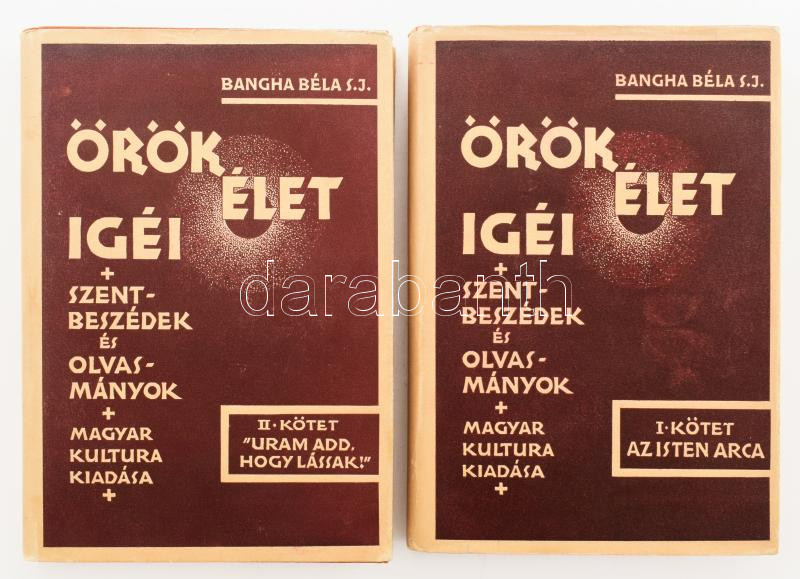 BANGHA BÉLA S.J.
ÖRÖK
ÉLET
IGÉI
+
SZENT-
BESZÉDEK
ÉS
OLVAS-
MÁNYOK
+
MAGYAR
KULTURA
KIADÁSA
+
II·KÖTET
"URAM ADD,
HOGY LÁSSAK!"
BANGHA BÉLA S.J.
ÖRÖK
ÉLET
IGÉI
+
SZENT-
BESZÉDEK
ÉS
OLVAS-
MÁNYOK
+
MAGYAR
KULTURA
KIADÁSA
+
I·KÖTET
AZ ISTEN ARCA
darabanth